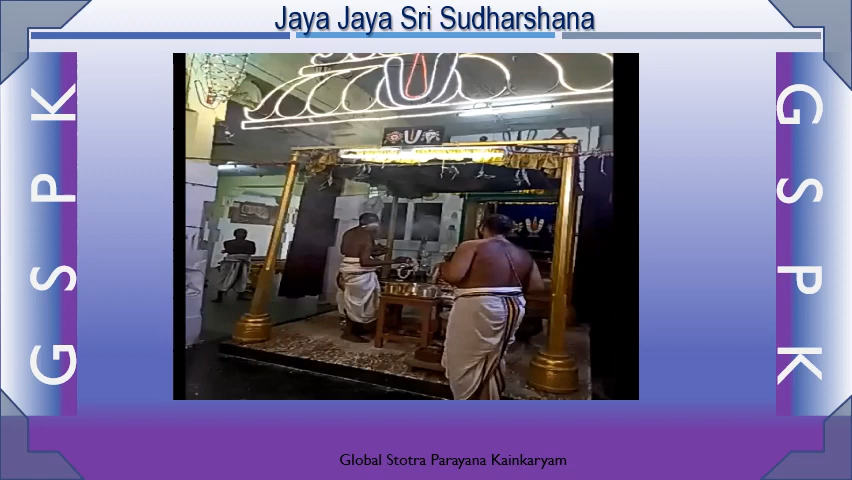 Jaya Jaya Sri Sudharshana
G S P K
G S P K
Global Stotra Parayana Kainkaryam